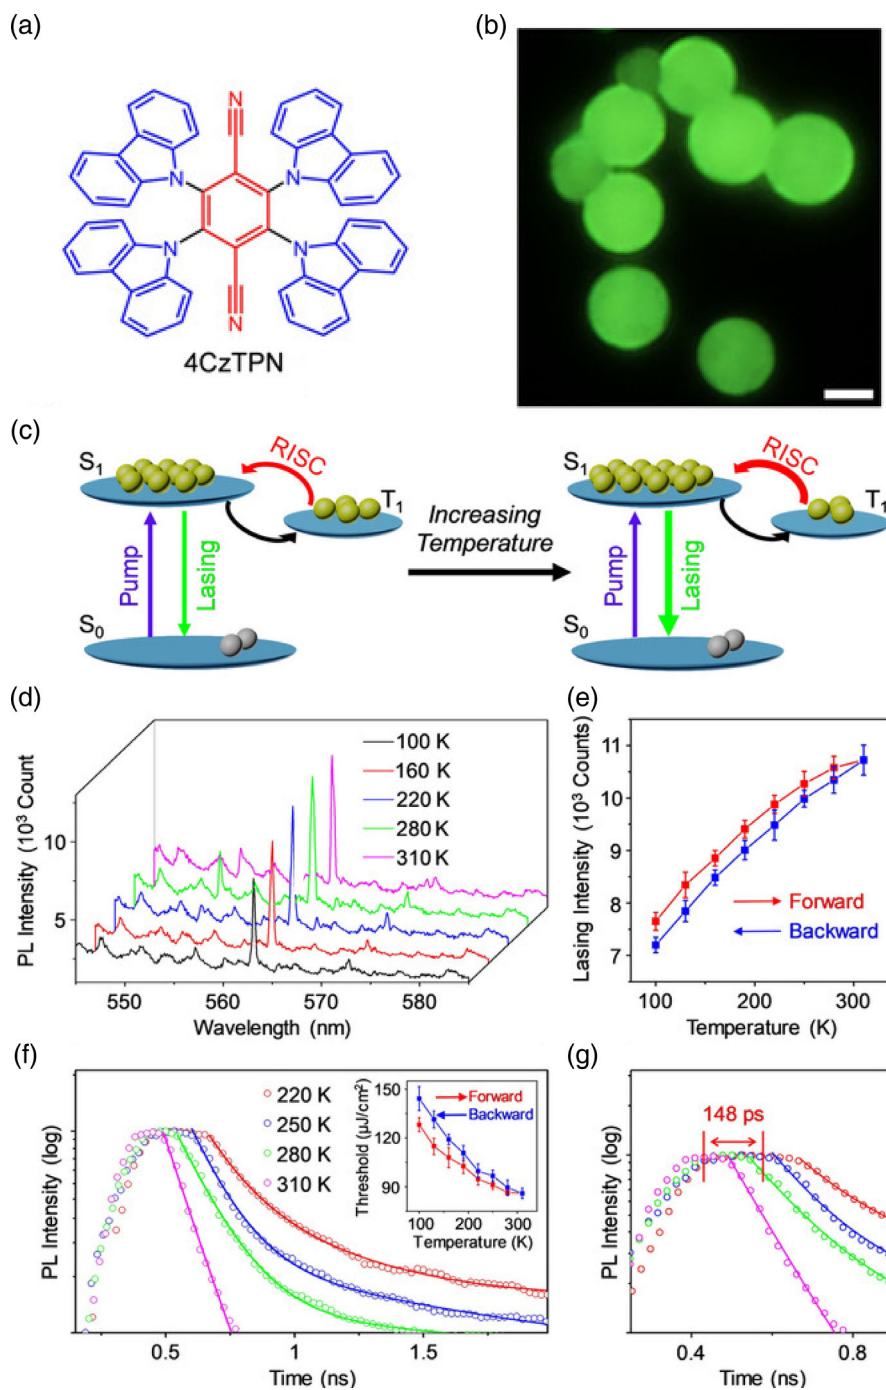 (a)
(b)
N
N
N
N
N
N
4CzTPN
(c)
S1
RISC
T1
Pump
Lasing
S0
Increasing
Temperature
S1
RISC
T1
Pump
Lasing
S0
(d)
PL Intensity (10³ Count)
10
5
100 K
160 K
220 K
280 K
310 K
550
560
570
580
Wavelength (nm)
(e)
Lasing Intensity (10³ Counts)
11
10
9
8
7
Forward
Backward
100
200
300
Temperature (K)
(f)
PL Intensity (log)
220 K
250 K
280 K
310 K
Threshold (µJ/cm²)
150
120
90
Forward
Backward
100
150
200
250
300
Temperature (K)
0.5
1
1.5
Time (ns)
(g)
PL Intensity (log)
148 ps
0.4
0.8
Time (ns)